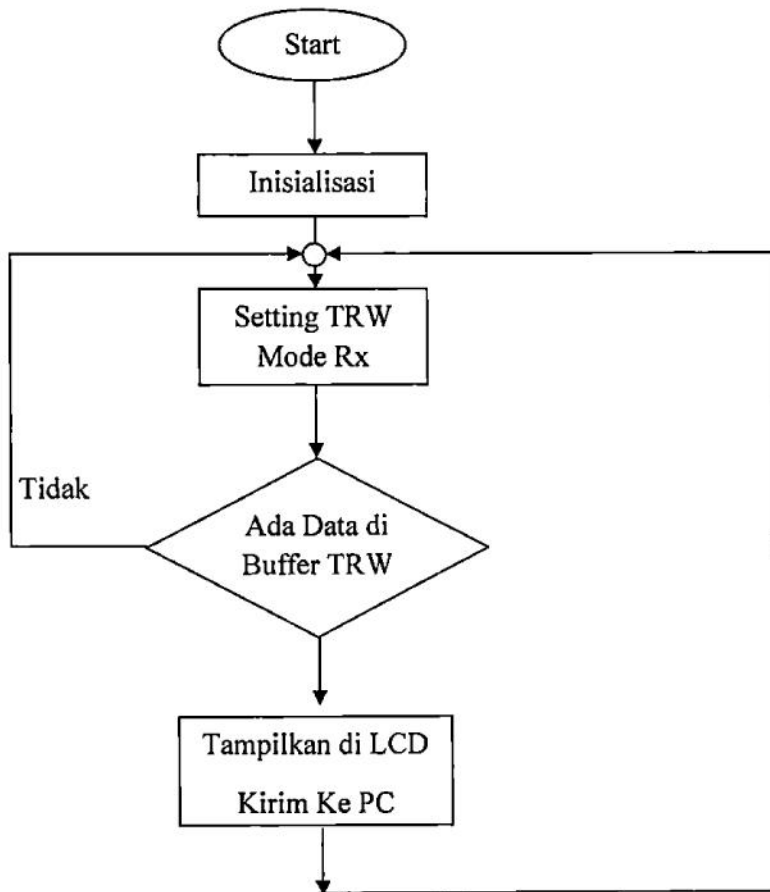 Start
Inisialisasi
Setting TRW
Mode Rx
Tidak
Ada Data di
Buffer TRW
Tampilkan di LCD
Kirim Ke PC